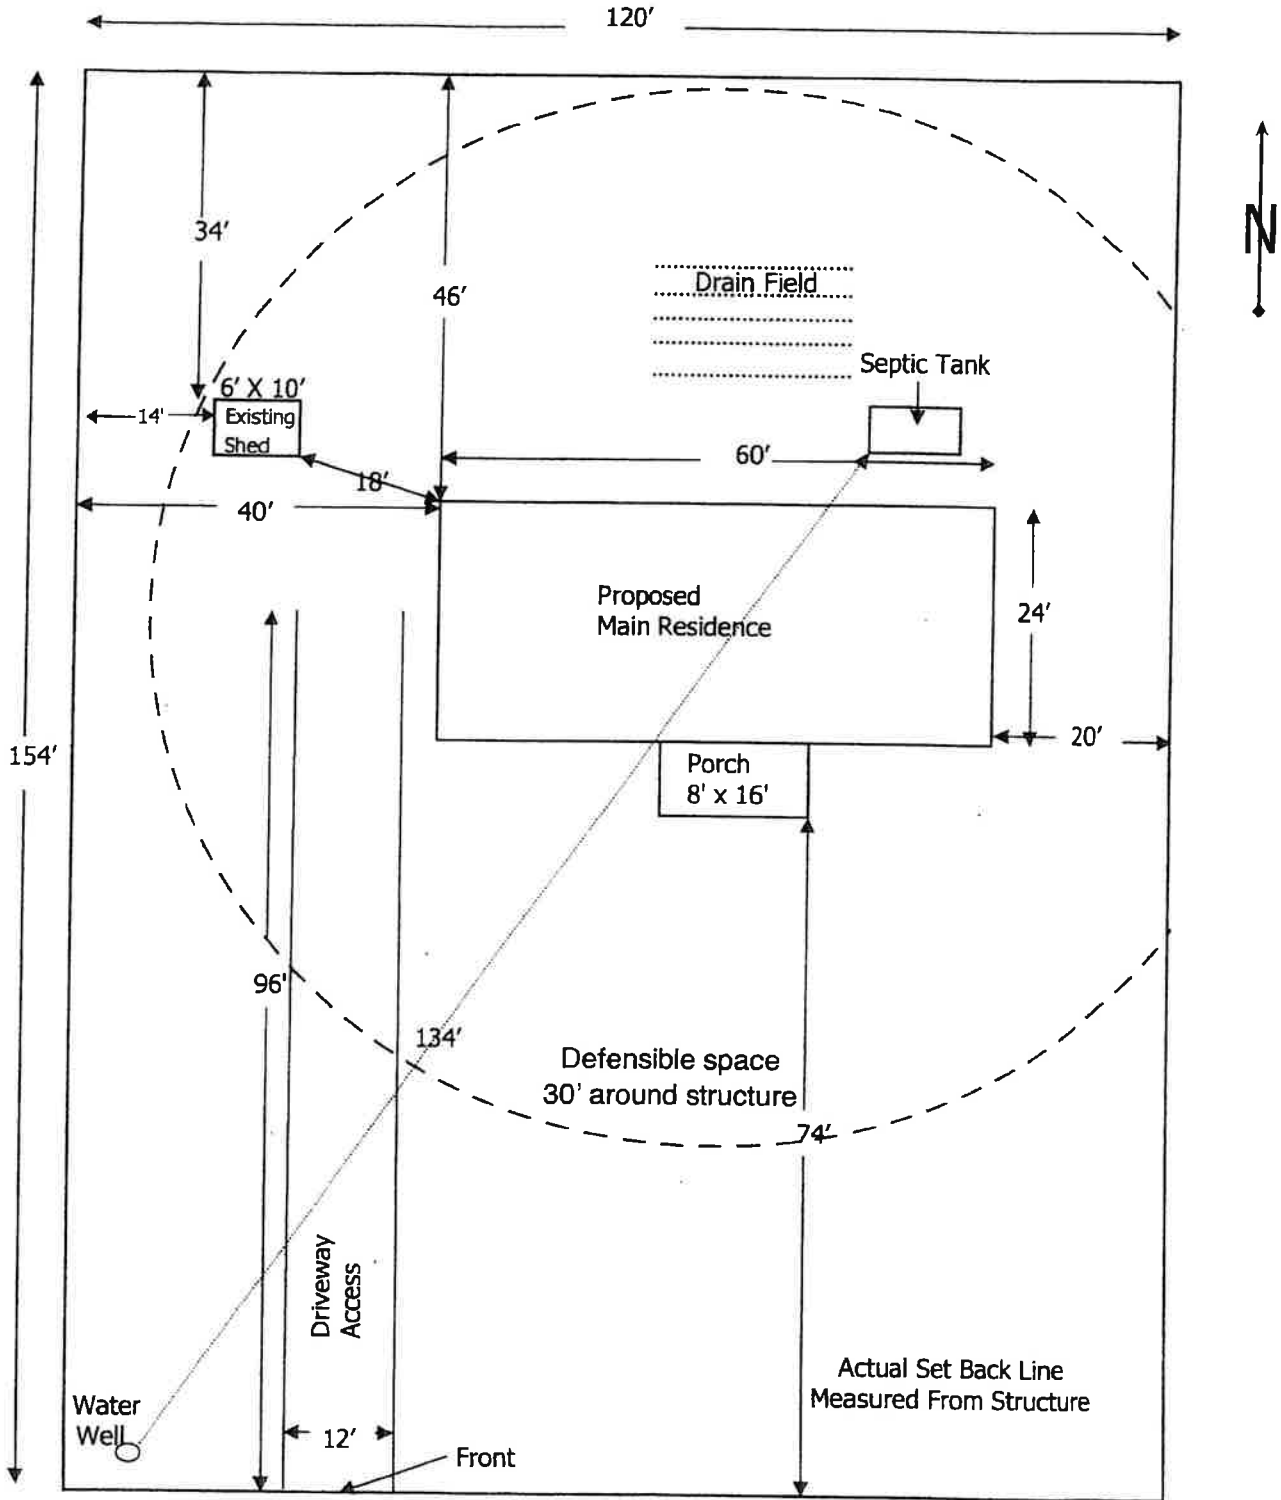 120'
34'
N
46'
Drain Field
Septic Tank
6' X 10'
14'
Existing
Shed
60'
18'
40'
Proposed
Main Residence
24'
154'
20'
Porch
8' x 16'
96'
134'
Defensible space
30' around structure
74'
Driveway
Access
Actual Set Back Line
Measured From Structure
Water
Well
12'
Front